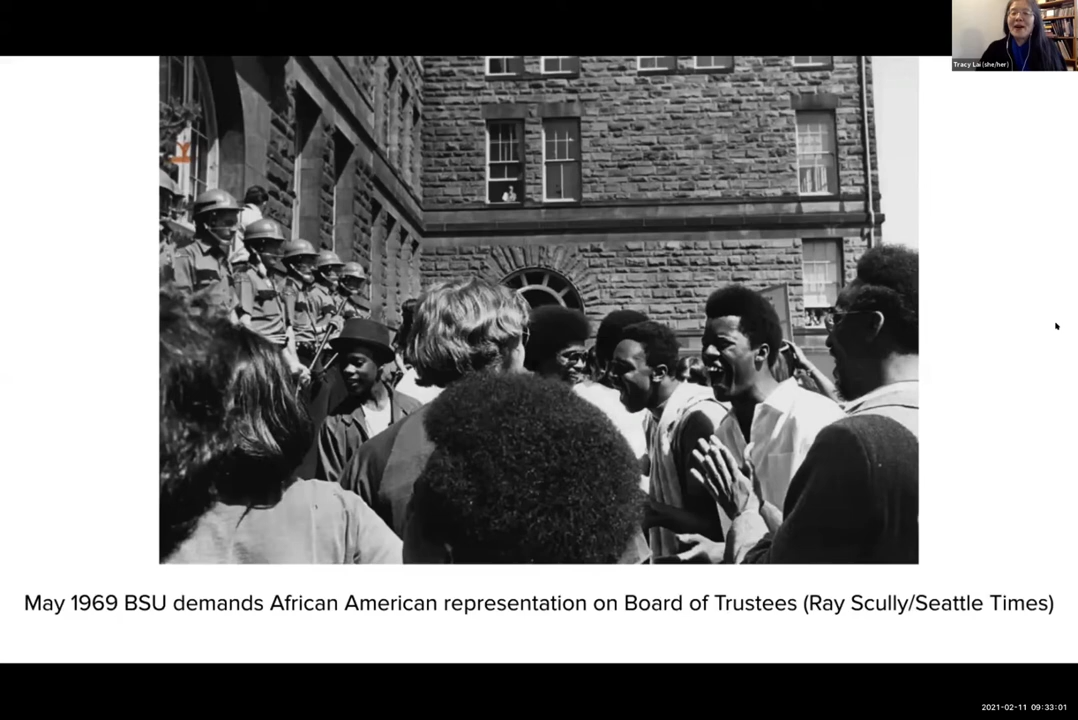 Tracy Lai (she/her)
May 1969 BSU demands African American representation on Board of Trustees (Ray Scully/Seattle Times)
2021-02-11 09:33:01